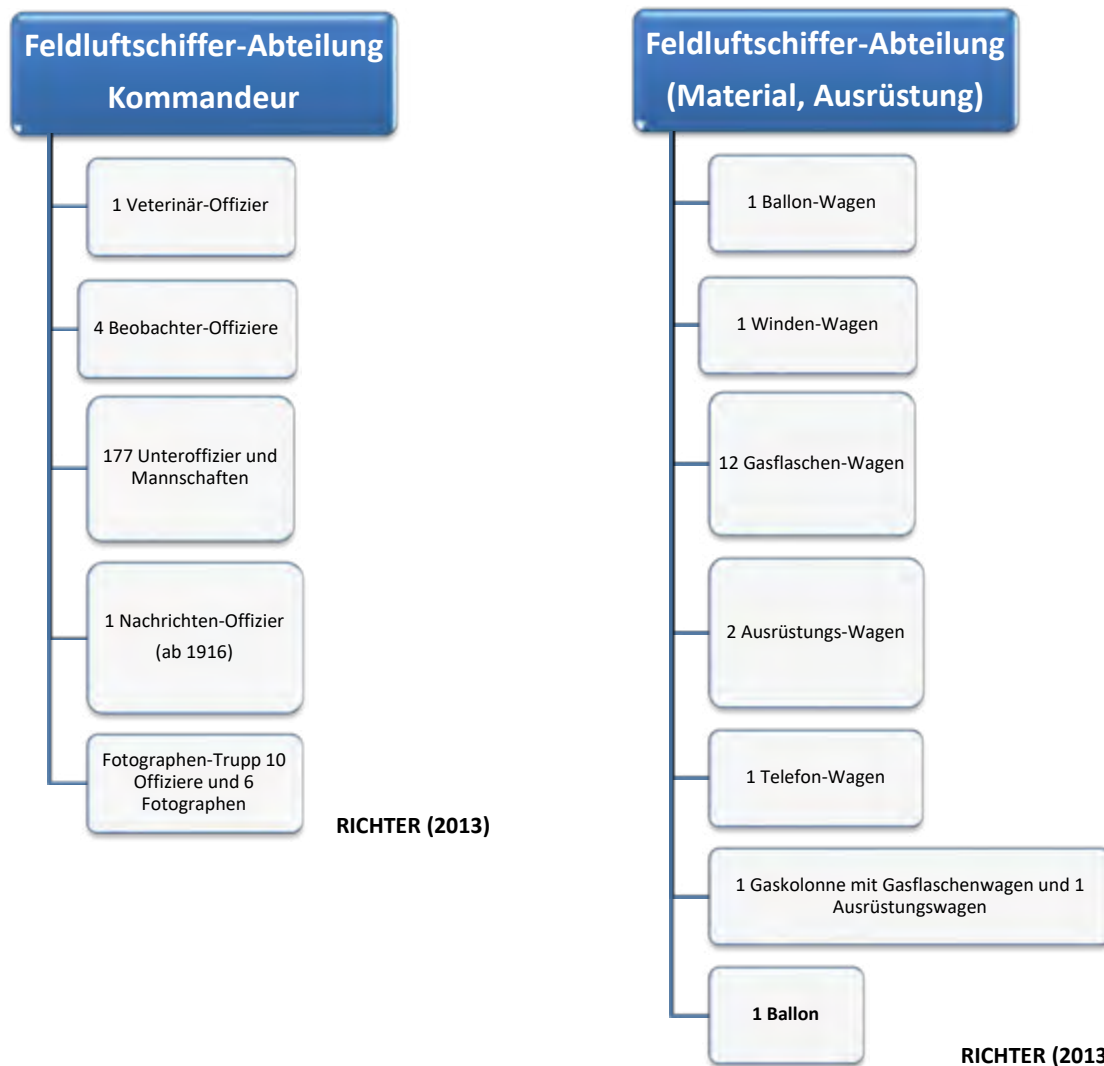 Feldluftschiffer-Abteilung
Kommandeur
1 Veterinär-Offizier
4 Beobachter-Offiziere
177 Unteroffizier und
Mannschaften
1 Nachrichten-Offizier
(ab 1916)
Fotographen-Trupp 10
Offiziere und 6
Fotographen
RICHTER (2013)
Feldluftschiffer-Abteilung
(Material, Ausrüstung)
1 Ballon-Wagen
1 Winden-Wagen
12 Gasflaschen-Wagen
2 Ausrüstungs-Wagen
1 Telefon-Wagen
1 Gaskolonne mit Gasflaschenwagen und 1
Ausrüstungswagen
1 Ballon
RICHTER (2013